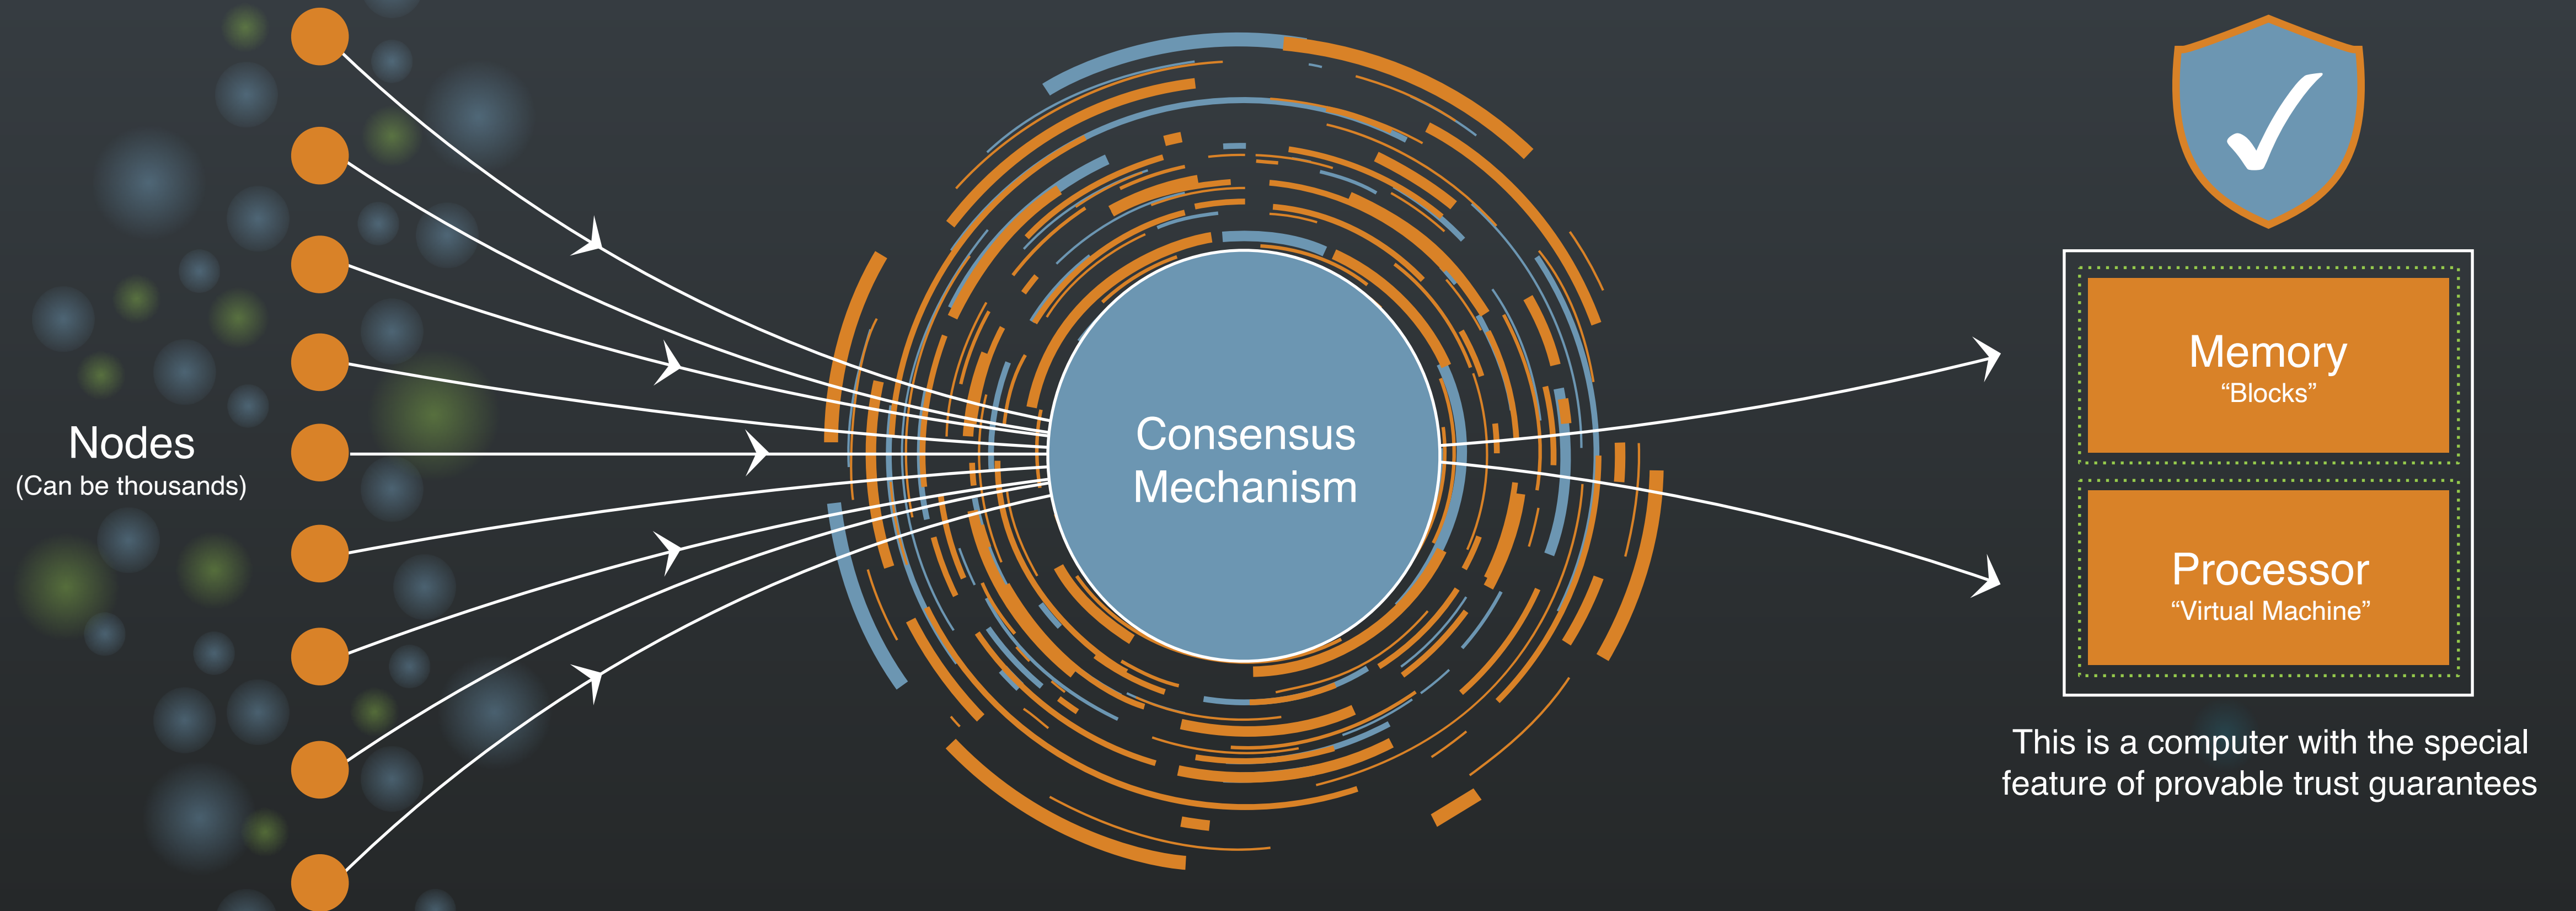 Nodes
(Can be thousands)
Consensus
Mechanism
Memory
“Blocks”
Processor
“Virtual Machine”
This is a computer with the special
feature of provable trust guarantees